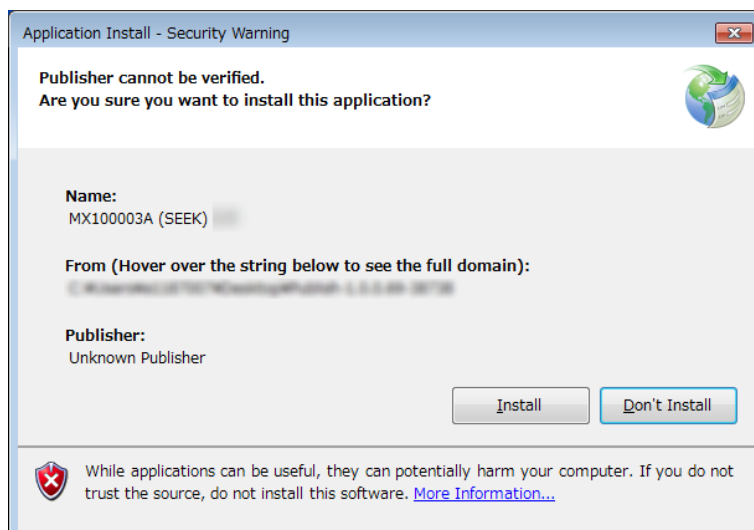 Application Install - Security Warning
Publisher cannot be verified.
Are you sure you want to install this application?
Name:
MX100003A (SEEK)
From (Hover over the string below to see the full domain):
Publisher:
Unknown Publisher
Install
Don't Install
While applications can be useful, they can potentially harm your computer. If you do not
trust the source, do not install this software. More Information...